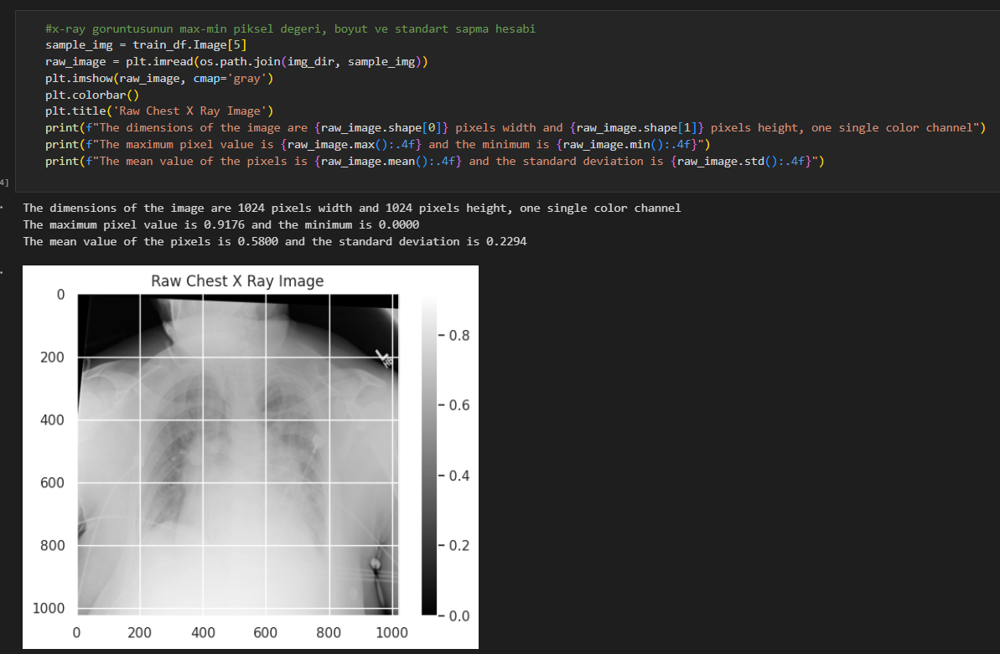 #x-ray goruntusunun max-min piksel degeri, boyut ve standart sapma hesabi
sample_img = train_df.Image[5]
raw_image = plt.imread(os.path.join(img_dir, sample_img))
plt.imshow(raw_image, cmap='gray')
plt.colorbar()
plt.title('Raw Chest X Ray Image')
print(f"The dimensions of the image are {raw_image.shape[0]} pixels width and {raw_image.shape[1]} pixels height, one single color channel")
print(f"The maximum pixel value is {raw_image.max():.4f} and the minimum is {raw_image.min():.4f}")
print(f"The mean value of the pixels is {raw_image.mean():.4f} and the standard deviation is {raw_image.std():.4f}")
4]
The dimensions of the image are 1024 pixels width and 1024 pixels height, one single color channel
The maximum pixel value is 0.9176 and the minimum is 0.0000
The mean value of the pixels is 0.5800 and the standard deviation is 0.2294
Raw Chest X Ray Image
0
200
400
600
800
1000
0 200 400 600 800 1000
0.8
0.6
0.4
0.2
0.0
L